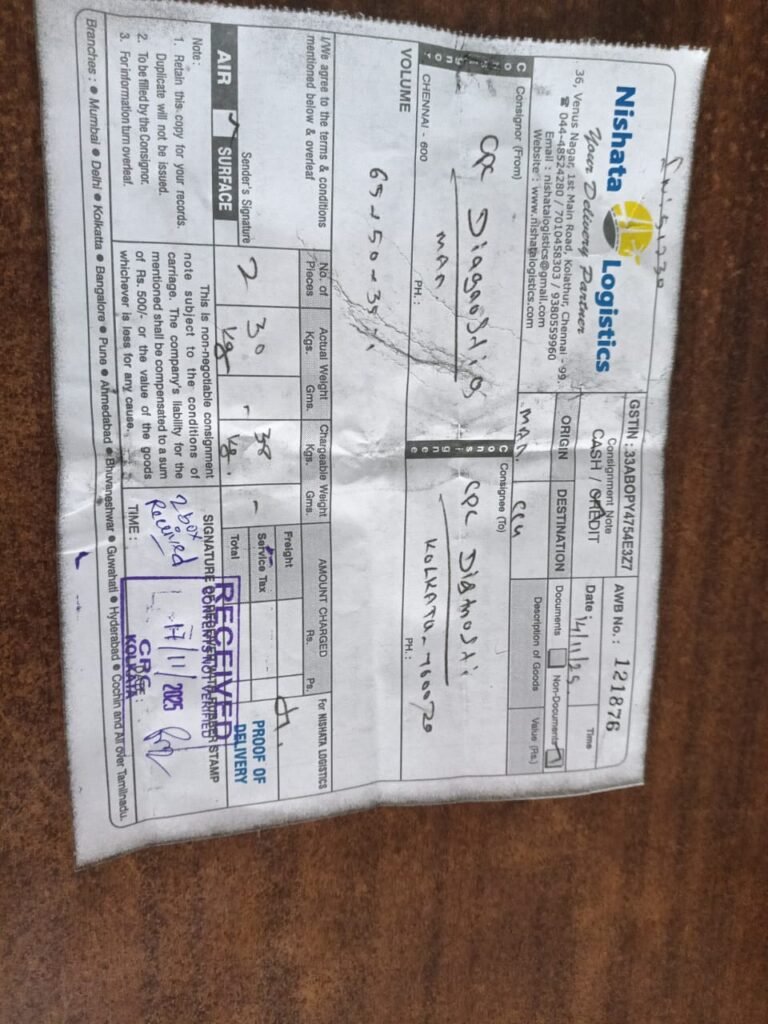 Nishata Logistics
Your Delivery Partner
36, Venus Nagar, 1st Main Road, Kolathur, Chennai - 99.
☎ 044-48524280 / 7010458303 / 9380559960
Email : nishatalogistics@gmail.com
Website : www.nishatalogistics.com
GSTIN : 33ABOPY4754E3Z7
Consignment Note
CASH / CREDIT
AWB No.: 121876
Date : 14/11/25
Time
ORIGIN
DESTINATION
MAA
CCU
Documents
Non-Documents
Description of Goods
Value (Rs.)
Consignor
Consignor (From)
CPC Diagnostics
MAA
CHENNAI - 600
PH. :
Consignee
Consignee (To)
CPC Diagnosti
KOLKATA - 700070
PH. :
VOLUME
I/We agree to the terms & conditions
mentioned below & overleaf
Sender's Signature
No. of Pieces
Actual Weight
Kgs. Gms.
Chargeable Weight
Kgs. Gms.
AMOUNT CHARGED
Rs. Ps.
For NISHATA LOGISTICS
2
30 Kg -
38 Kg. -
Freight
Service Tax
Total
PROOF OF
DELIVERY
AIR
SURFACE
Note :
1. Retain this copy for your records.
Duplicate will not be issued.
2. To be filled by the Consignor.
3. For information turn overleaf.
This is non-negotiable consignment
note subject to the conditions of
carriage. The company's liability for the
mentioned shall be compensated to a sum
of Rs. 500/- or the value of the goods
whichever is less for any cause.
RECEIVED
CONTENTS NOT VERIFIED
17/11/2025
DATE:
KOLKATA
2 box
Received
TIME :
Branches : ● Mumbai ● Delhi ● Kolkatta ● Bangalore ● Pune ● Ahmedabad ● Bhuvaneshwar ● Guwahati ● Hyderabad ● Cochin and All over Tamilnadu.